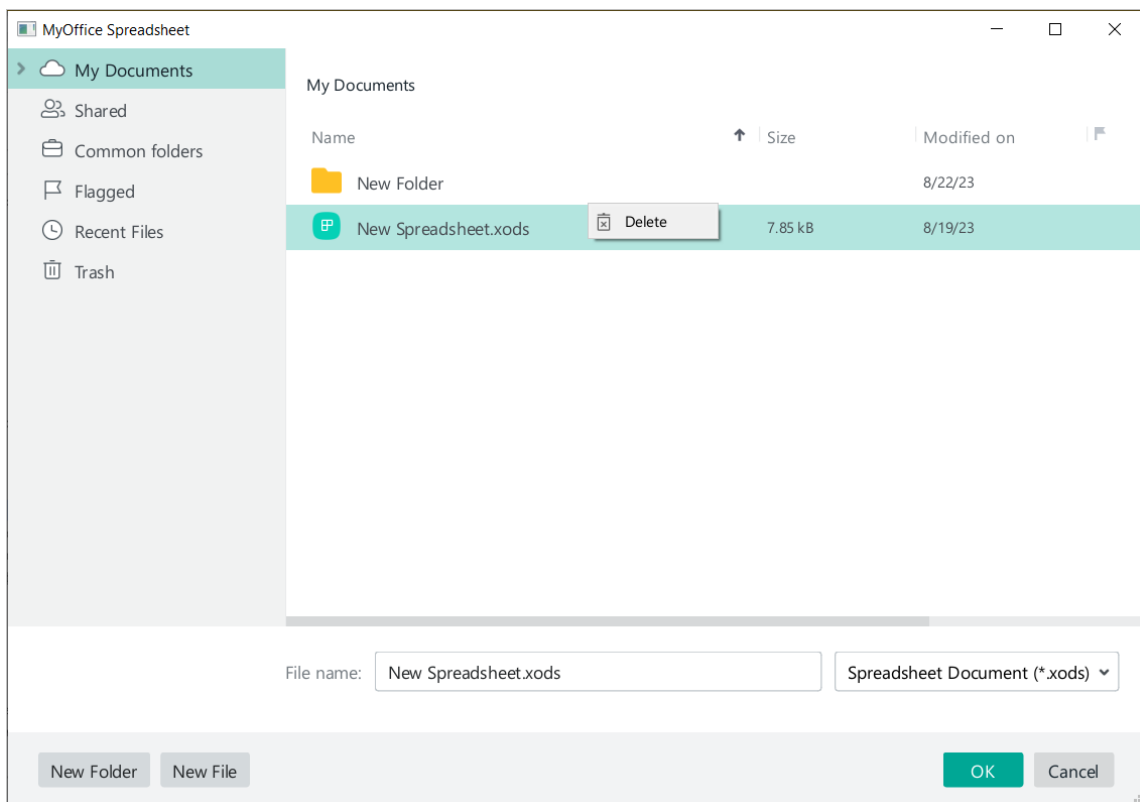 MyOffice Spreadsheet
My Documents
Shared
Common folders
Flagged
Recent Files
Trash
My Documents
Name Size Modified on
New Folder 8/22/23
New Spreadsheet.xods Delete 7.85 kB 8/19/23
File name: New Spreadsheet.xods Spreadsheet Document (*.xods)
New Folder New File OK Cancel